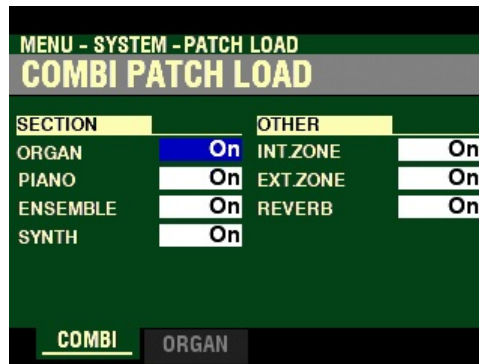 MENU - SYSTEM - PATCH LOAD
COMBI PATCH LOAD
SECTION
ORGAN On
PIANO On
ENSEMBLE On
SYNTH On
OTHER
INT.ZONE On
EXT.ZONE On
REVERB On
COMBI ORGAN